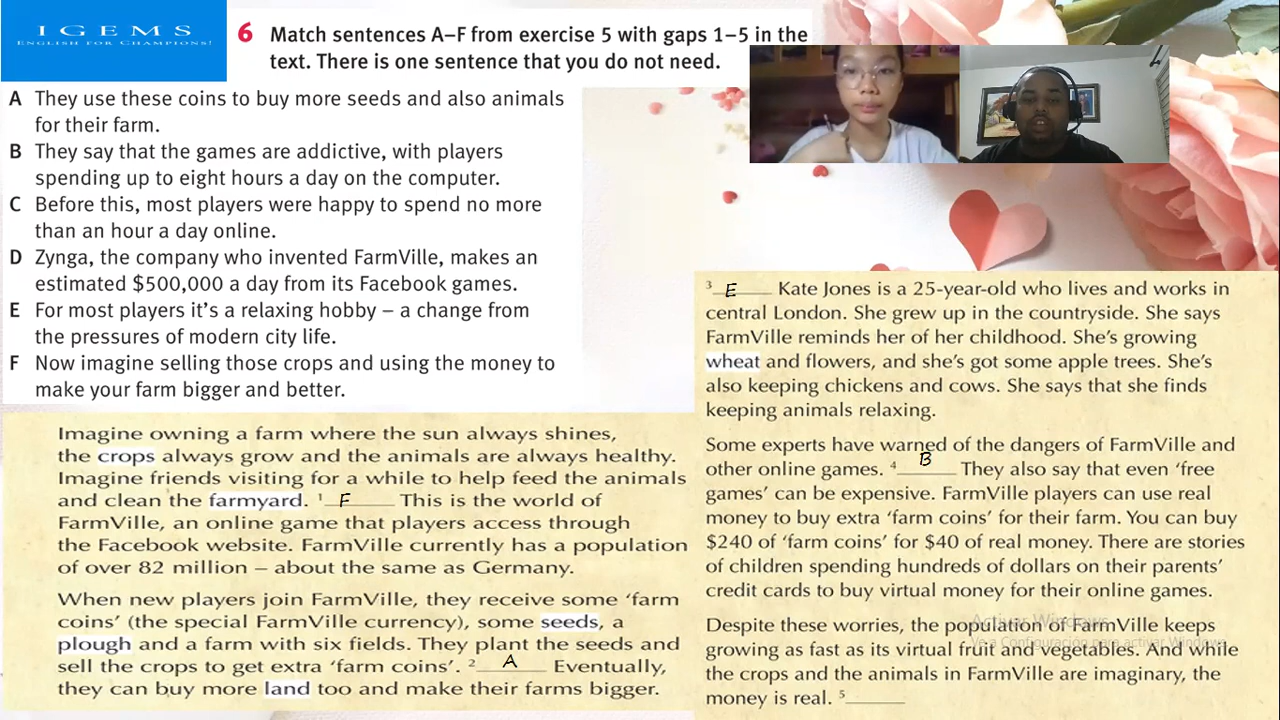 IGEMS
ENGLISH FOR CHAMPIONS!
6 Match sentences A–F from exercise 5 with gaps 1–5 in the
text. There is one sentence that you do not need.
A They use these coins to buy more seeds and also animals
for their farm.
B They say that the games are addictive, with players
spending up to eight hours a day on the computer.
C Before this, most players were happy to spend no more
than an hour a day online.
D Zynga, the company who invented FarmVille, makes an
estimated $500,000 a day from its Facebook games.
E For most players it's a relaxing hobby – a change from
the pressures of modern city life.
F Now imagine selling those crops and using the money to
make your farm bigger and better.
Imagine owning a farm where the sun always shines,
the crops always grow and the animals are always healthy.
Imagine friends visiting for a while to help feed the animals
and clean the farmyard. 1 F This is the world of
FarmVille, an online game that players access through
the Facebook website. FarmVille currently has a population
of over 82 million – about the same as Germany.
When new players join FarmVille, they receive some 'farm
coins' (the special FarmVille currency), some seeds, a
plough and a farm with six fields. They plant the seeds and
sell the crops to get extra 'farm coins'. 2 A Eventually,
they can buy more land too and make their farms bigger.
3 E Kate Jones is a 25-year-old who lives and works in
central London. She grew up in the countryside. She says
FarmVille reminds her of her childhood. She's growing
wheat and flowers, and she's got some apple trees. She's
also keeping chickens and cows. She says that she finds
keeping animals relaxing.
Some experts have warned of the dangers of FarmVille and
other online games. 4 B They also say that even 'free
games' can be expensive. FarmVille players can use real
money to buy extra 'farm coins' for their farm. You can buy
$240 of 'farm coins' for $40 of real money. There are stories
of children spending hundreds of dollars on their parents'
credit cards to buy virtual money for their online games.
Despite these worries, the population of FarmVille keeps
growing as fast as its virtual fruit and vegetables. And while
the crops and the animals in FarmVille are imaginary, the
money is real. 5
Activar Windows
Ve a Configuración para activar Windows.